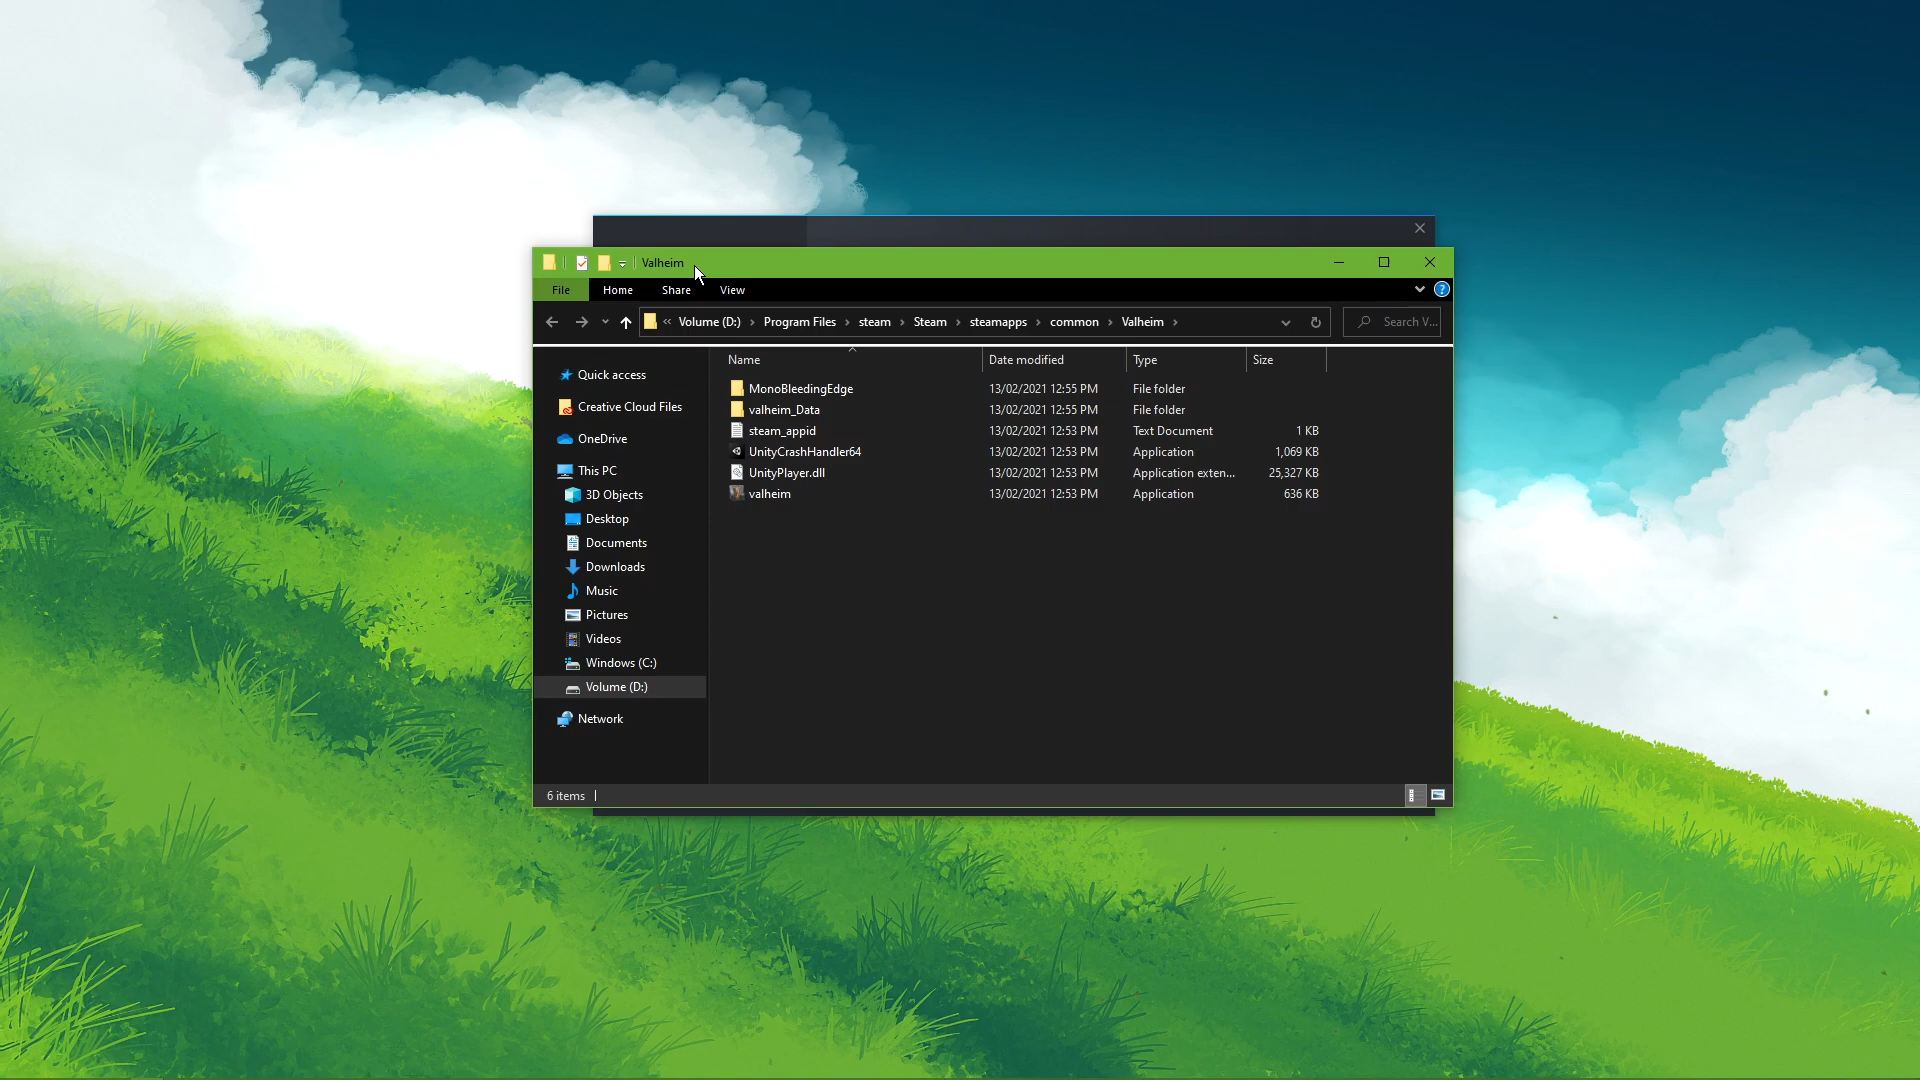 Valheim
File Home Share View
« Volume (D:) › Program Files › steam › Steam › steamapps › common › Valheim ›
Search V...
Name Date modified Type Size
Quick access
Creative Cloud Files
OneDrive
This PC
3D Objects
Desktop
Documents
Downloads
Music
Pictures
Videos
Windows (C:)
Volume (D:)
Network
MonoBleedingEdge 13/02/2021 12:55 PM File folder
valheim_Data 13/02/2021 12:55 PM File folder
steam_appid 13/02/2021 12:53 PM Text Document 1 KB
UnityCrashHandler64 13/02/2021 12:53 PM Application 1,069 KB
UnityPlayer.dll 13/02/2021 12:53 PM Application exten... 25,327 KB
valheim 13/02/2021 12:53 PM Application 636 KB
6 items